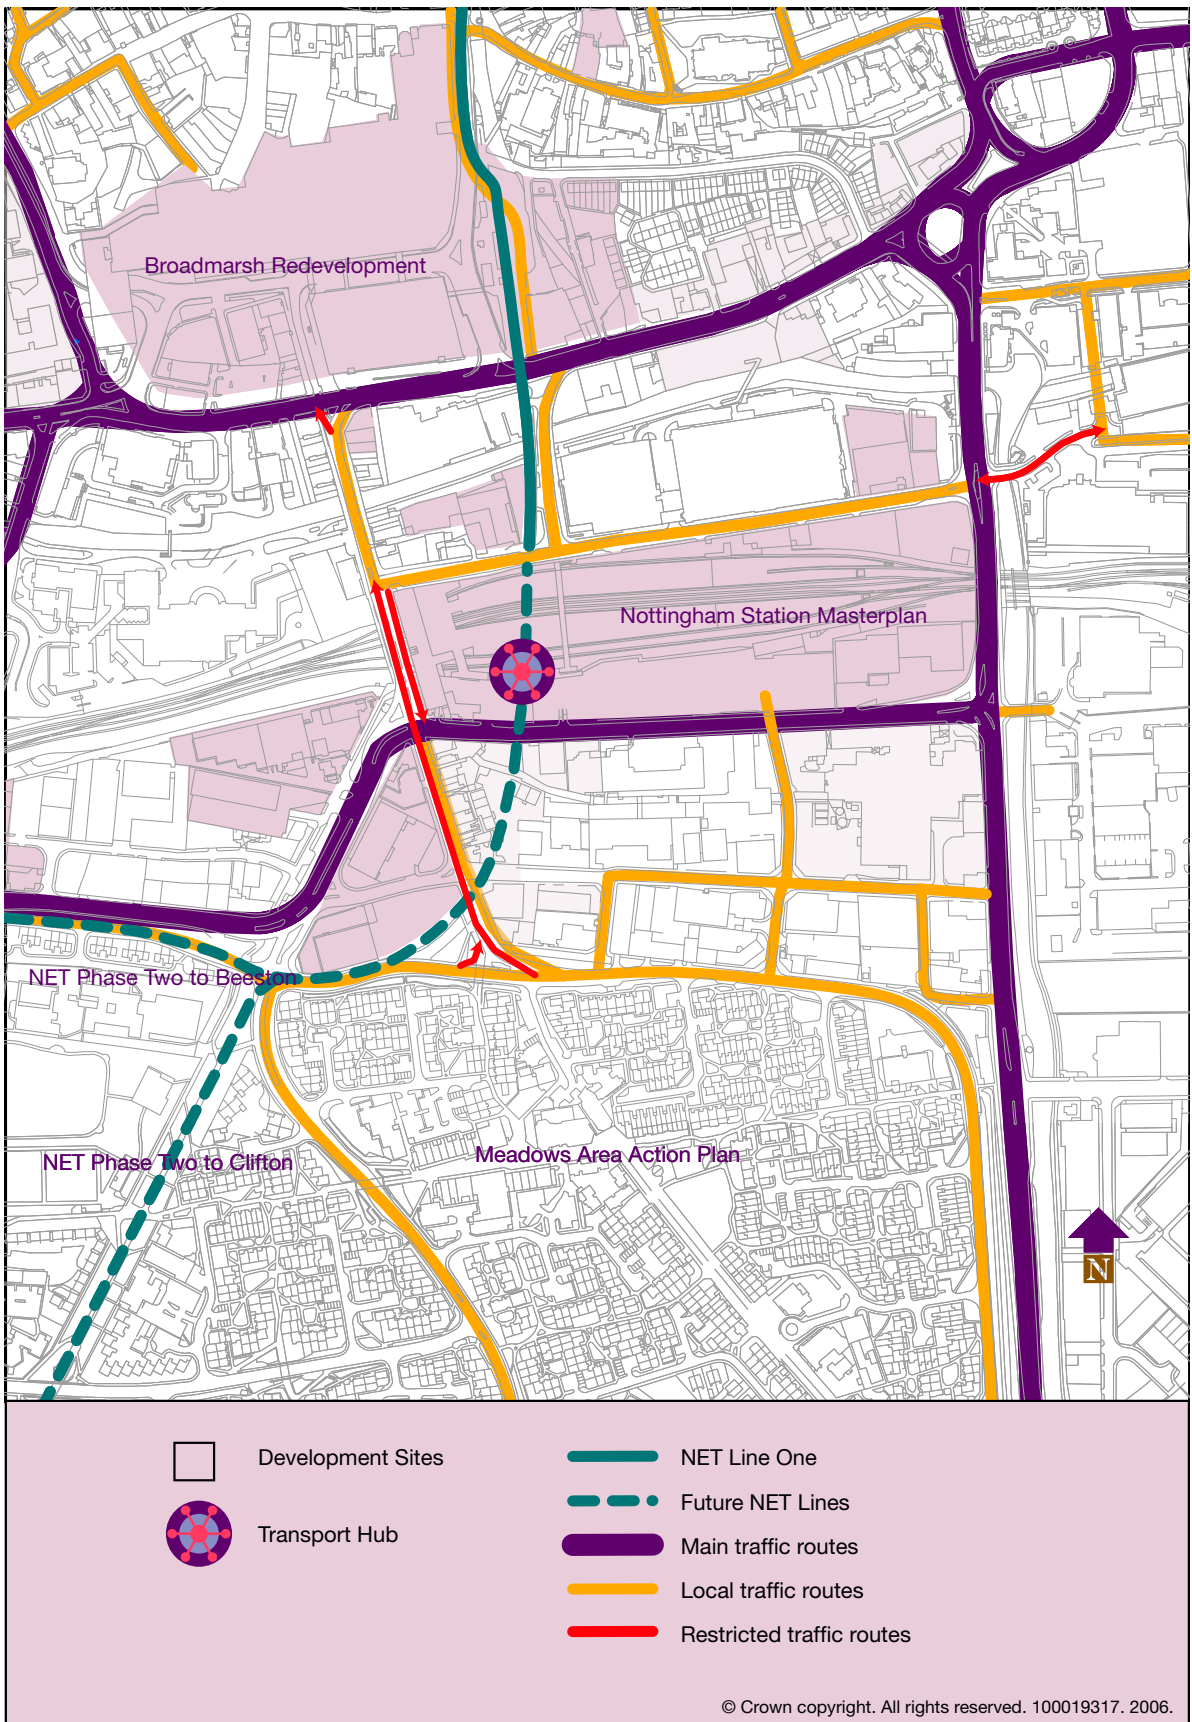 Broadmarsh Redevelopment
Nottingham Station Masterplan
NET Phase Two to Beeston
NET Phase Two to Clifton
Meadows Area Action Plan
N
Development Sites
Transport Hub
NET Line One
Future NET Lines
Main traffic routes
Local traffic routes
Restricted traffic routes
© Crown copyright. All rights reserved. 100019317. 2006.